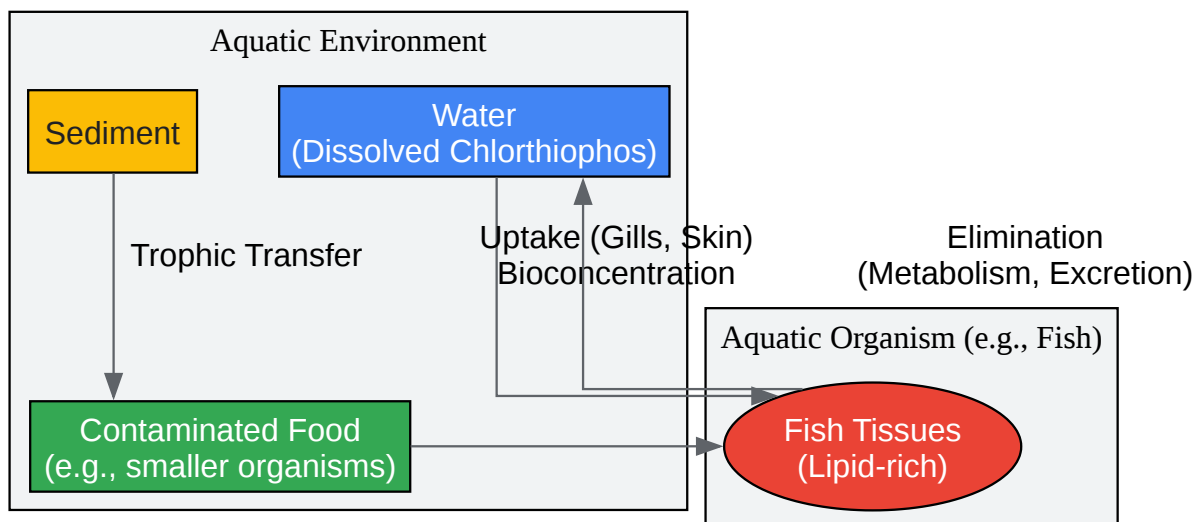 Aquatic Environment
Sediment
Water
(Dissolved Chlorthiophos)
Trophic Transfer
Uptake (Gills, Skin)
Bioconcentration
Elimination
(Metabolism, Excretion)
Aquatic Organism (e.g., Fish)
Contaminated Food
(e.g., smaller organisms)
Fish Tissues
(Lipid-rich)